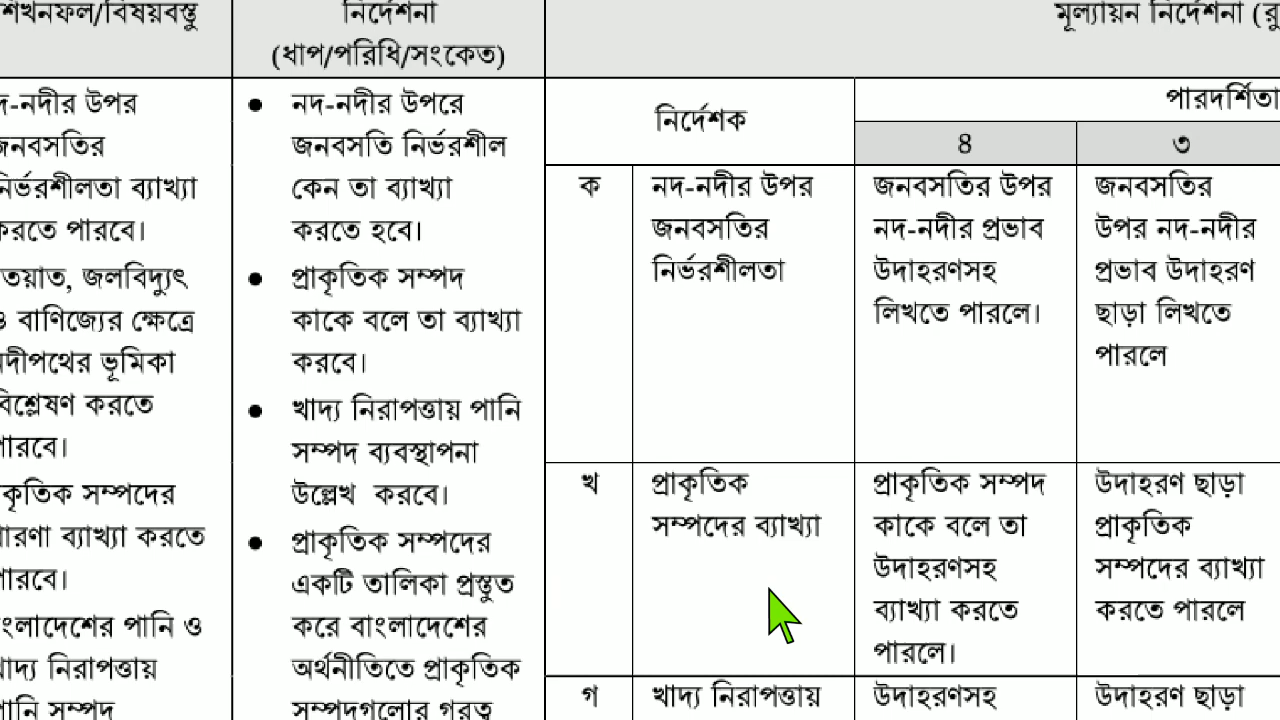 শিখনফল/বিষয়বস্তু
নির্দেশনা
(ধাপ/পরিধি/সংকেত)
মূল্যায়ন নির্দেশনা
উপর
নির্ভরশীলতা ব্যাখ্যা
করতে পারবে।
জলবিদ্যুৎ
ও বাণিজ্যের ক্ষেত্রে
ভূমিকা
বিশ্লেষণ করতে
পারবে।
সম্পদের
ব্যাখ্যা করতে
পারবে।
পানি ও
নিরাপত্তায়
পানি সম্পদ
● নদ-নদীর উপরে
জনবসতি নির্ভরশীল
কেন তা ব্যাখ্যা
করতে হবে।
● প্রাকৃতিক সম্পদ
কাকে বলে তা ব্যাখ্যা
করবে।
● খাদ্য নিরাপত্তায় পানি
সম্পদ ব্যবস্থাপনা
উল্লেখ করবে।
● প্রাকৃতিক সম্পদের
একটি তালিকা প্রস্তুত
করে বাংলাদেশের
অর্থনীতিতে প্রাকৃতিক
সম্পদগুলোর গুরুত্ব
নির্দেশক
পারদর্শিতা
৪
৩
ক
নদ-নদীর উপর
জনবসতির
নির্ভরশীলতা
জনবসতির উপর
নদ-নদীর প্রভাব
উদাহরণসহ
লিখতে পারলে।
জনবসতির
উপর নদ-নদীর
প্রভাব উদাহরণ
ছাড়া লিখতে
পারলে
খ
প্রাকৃতিক
সম্পদের ব্যাখ্যা
প্রাকৃতিক সম্পদ
কাকে বলে তা
উদাহরণসহ
ব্যাখ্যা করতে
পারলে।
উদাহরণ ছাড়া
প্রাকৃতিক
সম্পদের ব্যাখ্যা
করতে পারলে
গ
খাদ্য নিরাপত্তায়
উদাহরণসহ
উদাহরণ ছাড়া